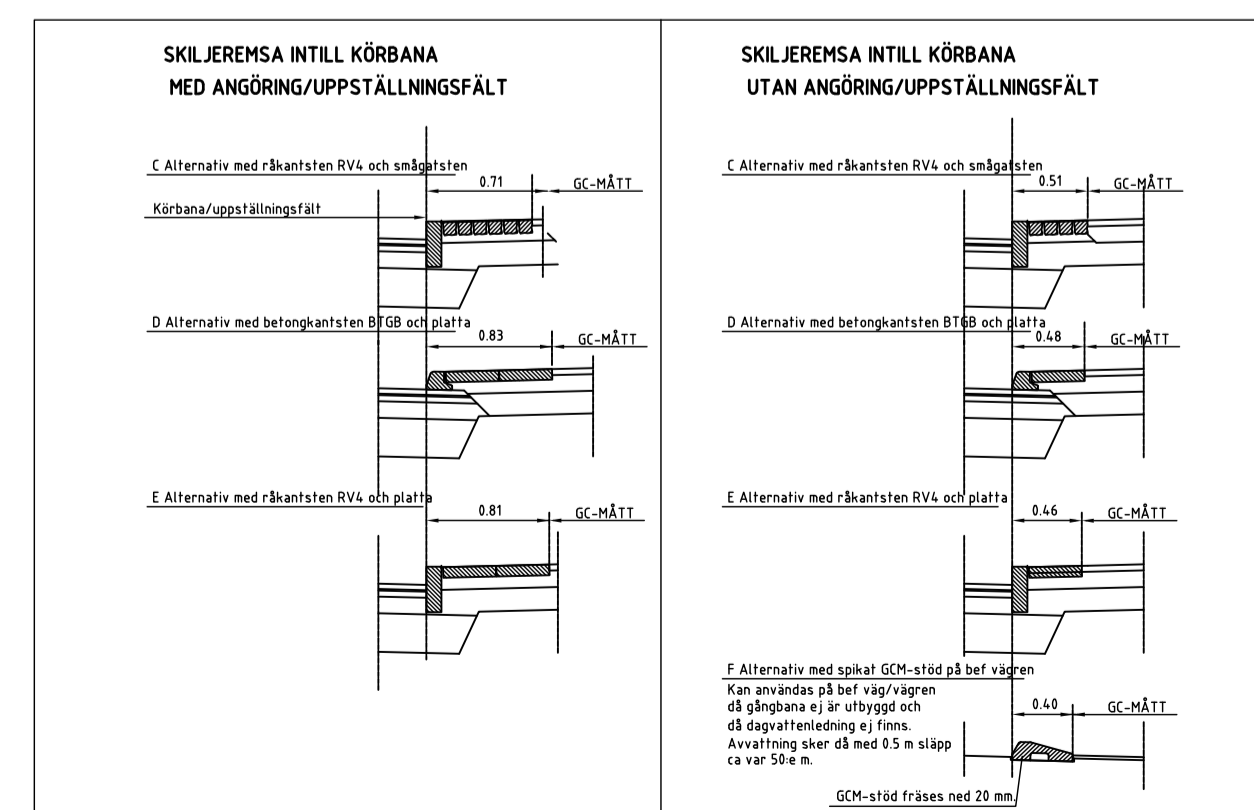 SKILJEREMSA INTILL KÖRBANA
MED ANGÖRING/UPPSTÄLLNINGSFÄLT
C Alternativ med råkantsten RV4 och smågatsten
0.71
GC-MÅTT
Körbana/uppställningsfält
D Alternativ med betongkantsten BTGB och platta
0.83
GC-MÅTT
E Alternativ med råkantsten RV4 och platta
0.81
GC-MÅTT
SKILJEREMSA INTILL KÖRBANA
UTAN ANGÖRING/UPPSTÄLLNINGSFÄLT
C Alternativ med råkantsten RV4 och smågatsten
0.51
GC-MÅTT
D Alternativ med betongkantsten BTGB och platta
0.48
GC-MÅTT
E Alternativ med råkantsten RV4 och platta
0.46
GC-MÅTT
F Alternativ med spikat GCM-stöd på bef vägren
Kan användas på bef väg/vägren
då gångbana ej är utbyggd och
då dagvattenledning ej finns.
Avvattning sker då med 0.5 m släpp
ca var 50:e m.
0.40
GC-MÅTT
GCM-stöd fräses ned 20 mm.